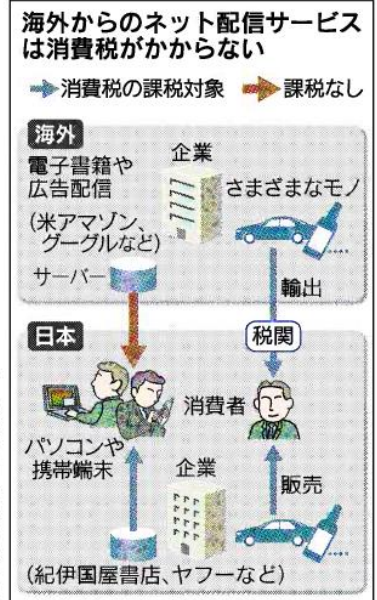 海外からのネット配信サービス
は消費税がかからない
消費税の課税対象 課税なし
海外
電子書籍や
広告配信
(米アマゾン、
グーグルなど)
サーバー
企業
さまざまなモノ
輸出
税関
日本
消費者
パソコンや
携帯端末
企業
販売
(紀伊国屋書店、ヤフーなど)